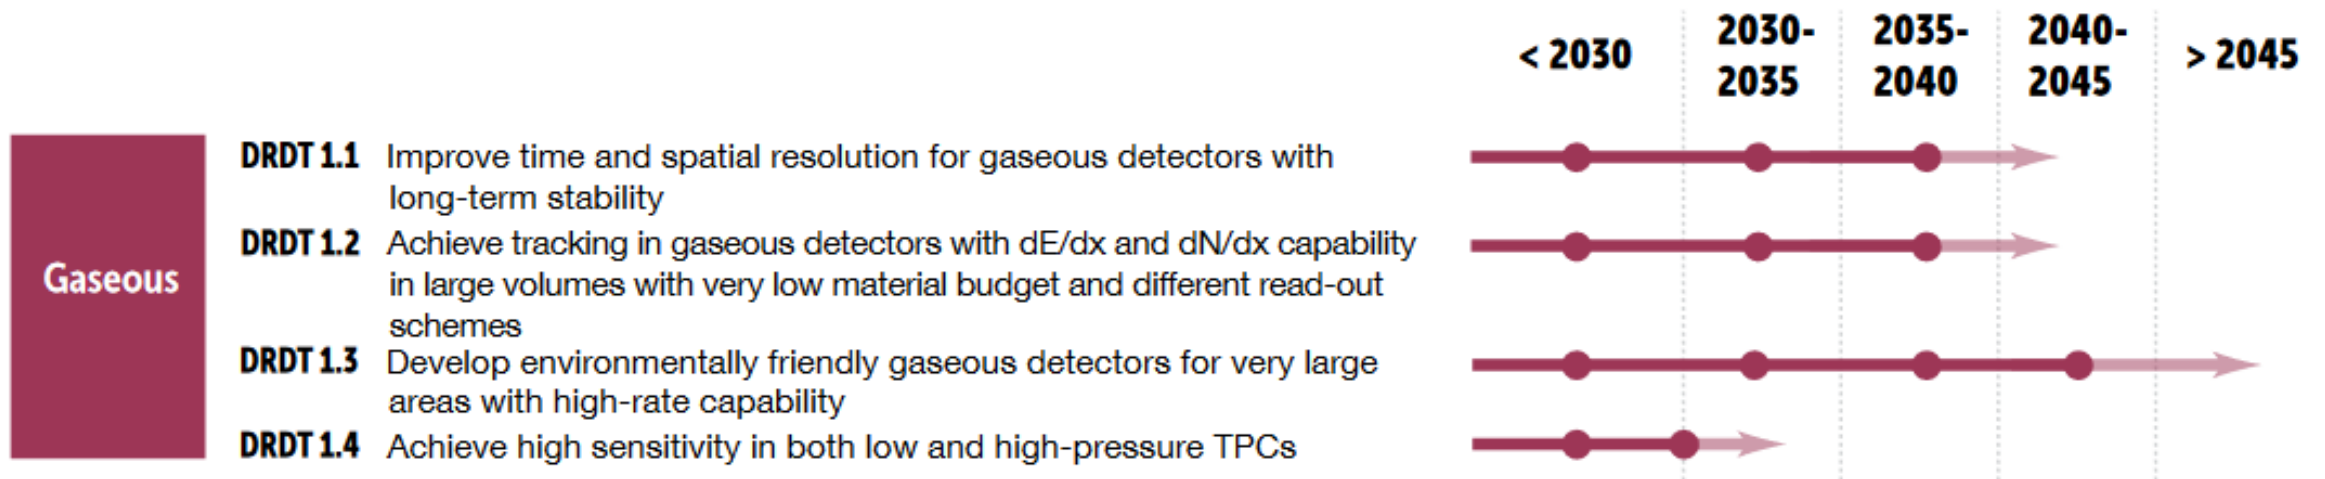 < 2030
2030-
2035
2035-
2040
2040-
2045
> 2045
Gaseous
DRDT 1.1 Improve time and spatial resolution for gaseous detectors with
long-term stability
DRDT 1.2 Achieve tracking in gaseous detectors with dE/dx and dN/dx capability
in large volumes with very low material budget and different read-out
schemes
DRDT 1.3 Develop environmentally friendly gaseous detectors for very large
areas with high-rate capability
DRDT 1.4 Achieve high sensitivity in both low and high-pressure TPCs